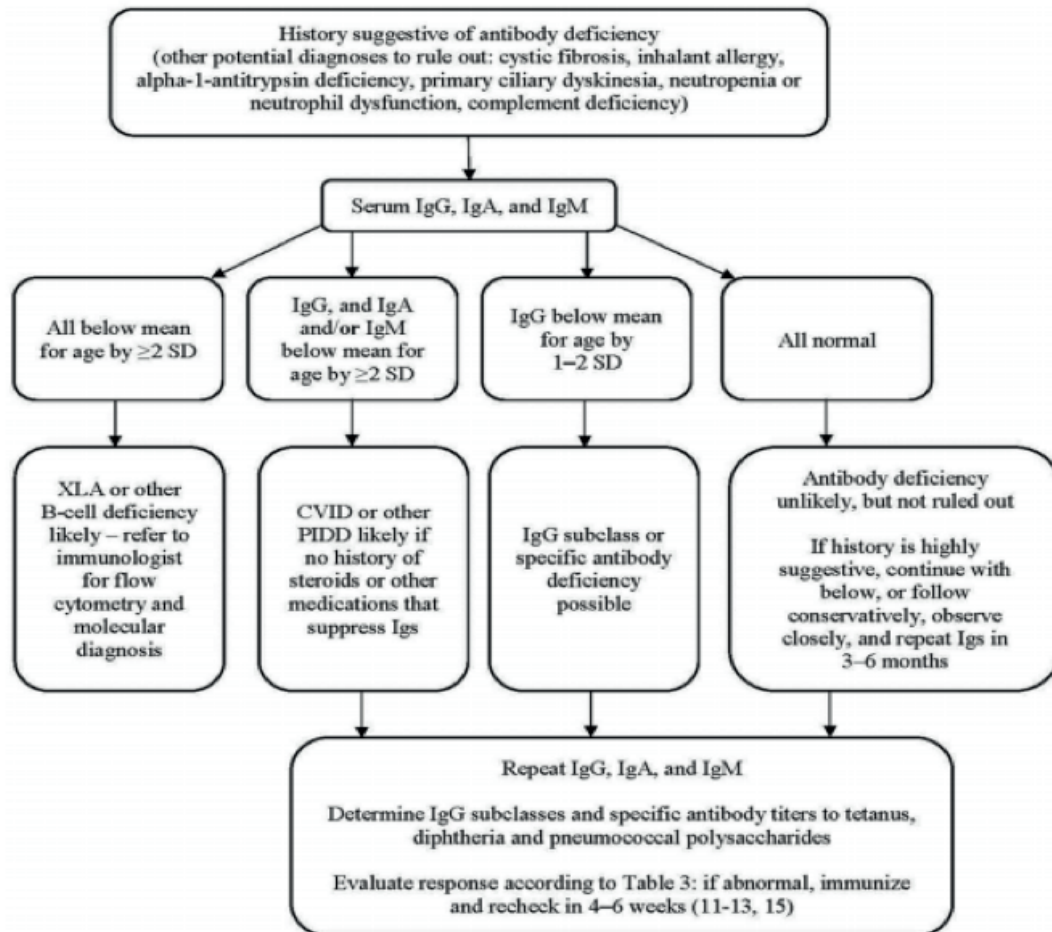 History suggestive of antibody deficiency
(other potential diagnoses to rule out: cystic fibrosis, inhalant allergy,
alpha-1-antitrypsin deficiency, primary ciliary dyskinesia, neutropenia or
neutrophil dysfunction, complement deficiency)
Serum IgG, IgA, and IgM
All below mean
for age by ≥2 SD
IgG, and IgA
and/or IgM
below mean for
age by ≥2 SD
IgG below mean
for age by
1–2 SD
All normal
XLA or other
B-cell deficiency
likely – refer to
immunologist
for flow
cytometry and
molecular
diagnosis
CVID or other
PIDD likely if
no history of
steroids or other
medications that
suppress Igs
IgG subclass or
specific antibody
deficiency
possible
Antibody deficiency
unlikely, but not ruled out
If history is highly
suggestive, continue with
below, or follow
conservatively, observe
closely, and repeat Igs in
3–6 months
Repeat IgG, IgA, and IgM
Determine IgG subclasses and specific antibody titers to tetanus,
diphtheria and pneumococcal polysaccharides
Evaluate response according to Table 3: if abnormal, immunize
and recheck in 4–6 weeks (11-13, 15)